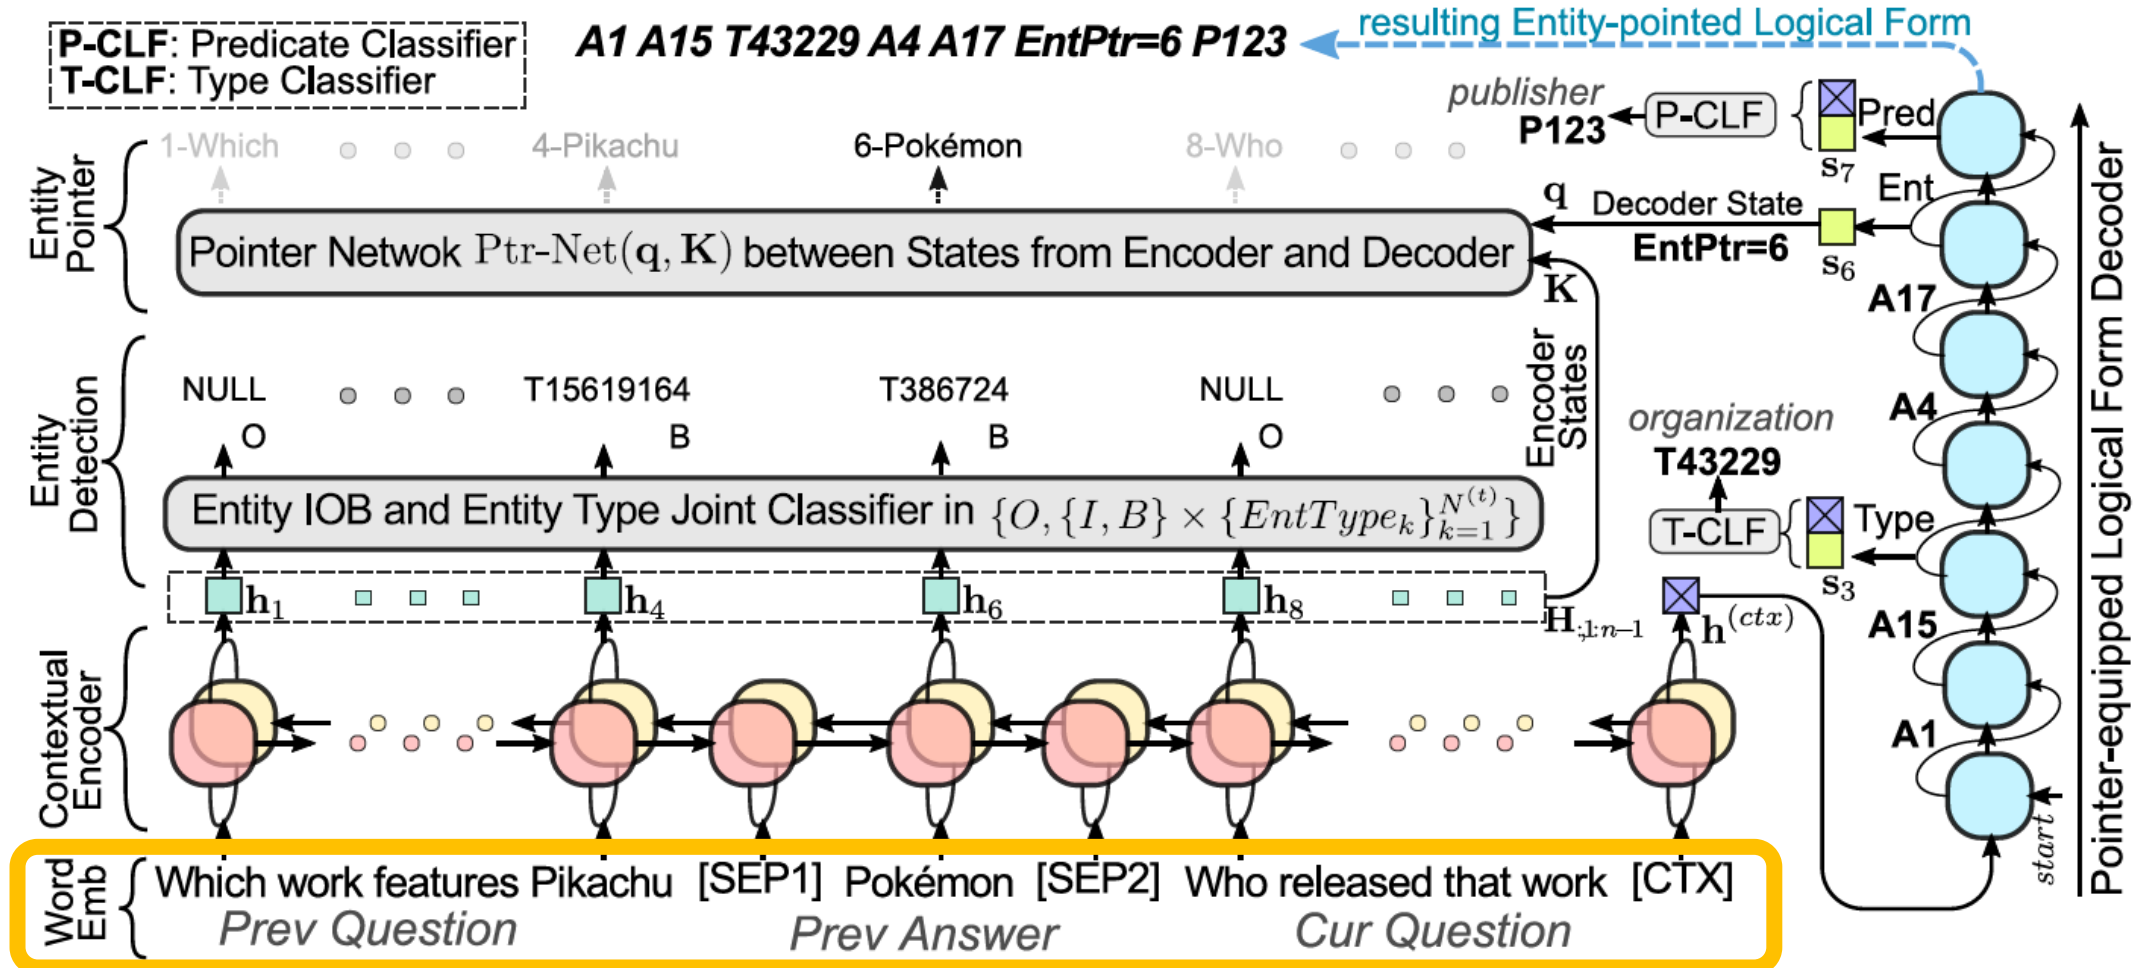 P-CLF: Predicate Classifier
T-CLF: Type Classifier
A1 A15 T43229 A4 A17 EntPtr=6 P123
resulting Entity-pointed Logical Form
Entity
Pointer
1-Which
4-Pikachu
6-Pokémon
8-Who
publisher
P123
P-CLF
Pred
s₇
Pointer Netwok Ptr-Net(q, K) between States from Encoder and Decoder
q
Decoder State
EntPtr=6
Ent
s₆
K
A17
Encoder
States
Entity
Detection
NULL
T15619164
T386724
NULL
O
B
B
O
Entity IOB and Entity Type Joint Classifier in {O, {I, B} × {EntTypeₖ}ₖ₌₁^N⁽ᵗ⁾}
A4
organization
T43229
T-CLF
Type
s₃
h₁
h₄
h₆
h₈
H:,1:n−1
h⁽ᶜᵗˣ⁾
A15
Contextual
Encoder
A1
start
Pointer-equipped Logical Form Decoder
Word
Emb
Which work features Pikachu [SEP1] Pokémon [SEP2] Who released that work [CTX]
Prev Question
Prev Answer
Cur Question